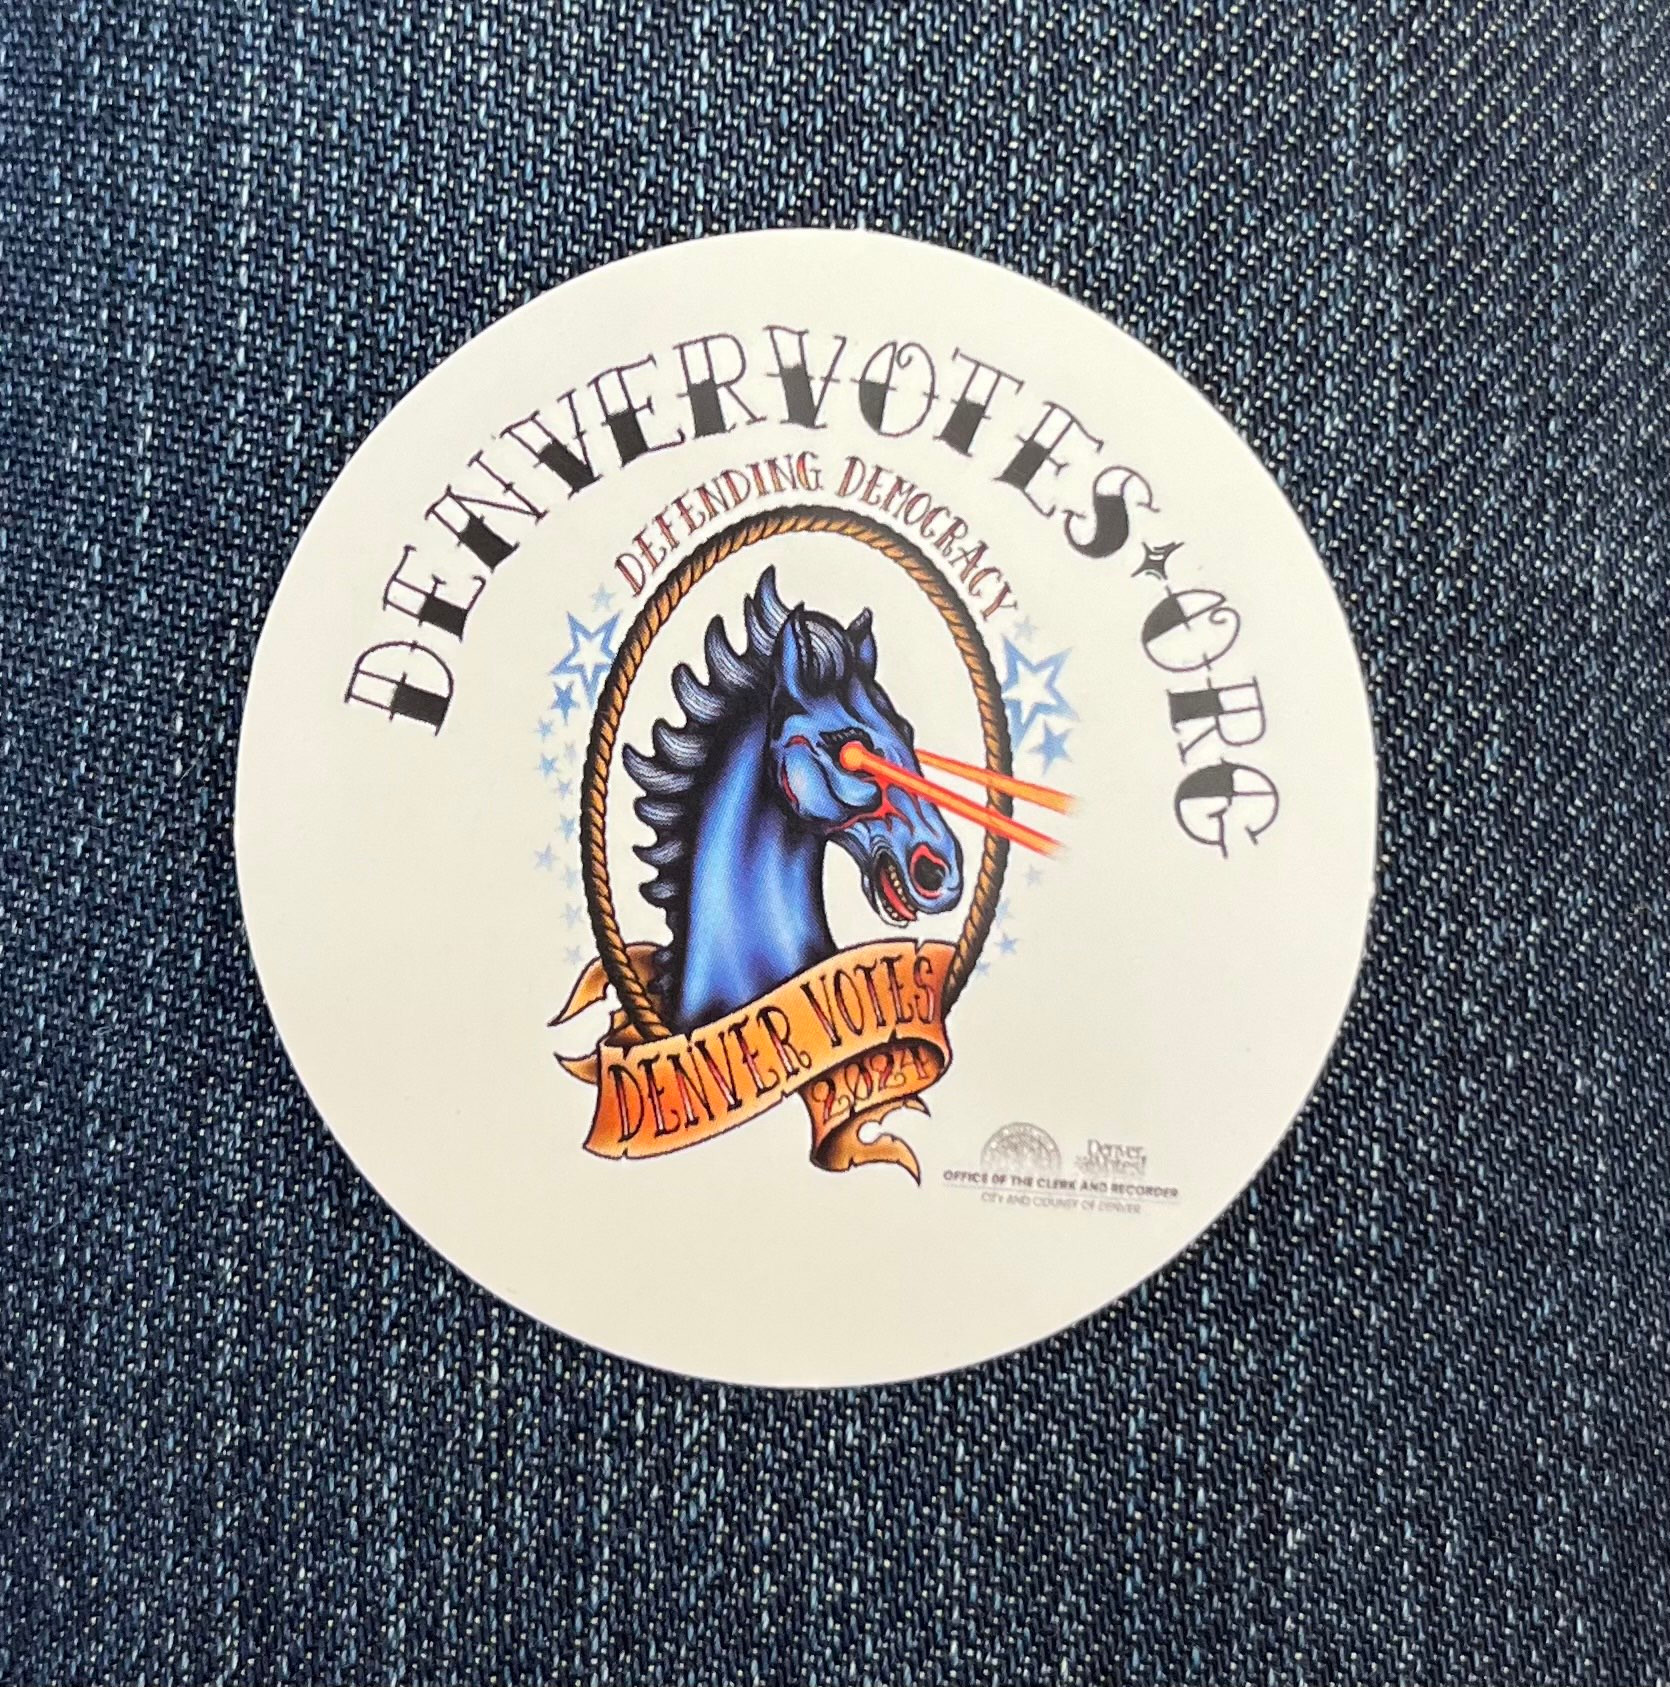 DENVERVOTES.ORG
DEFENDING DEMOCRACY
DENVER VOTES
2024
Denver
Votes!
OFFICE OF THE CLERK AND RECORDER
CITY AND COUNTY OF DENVER